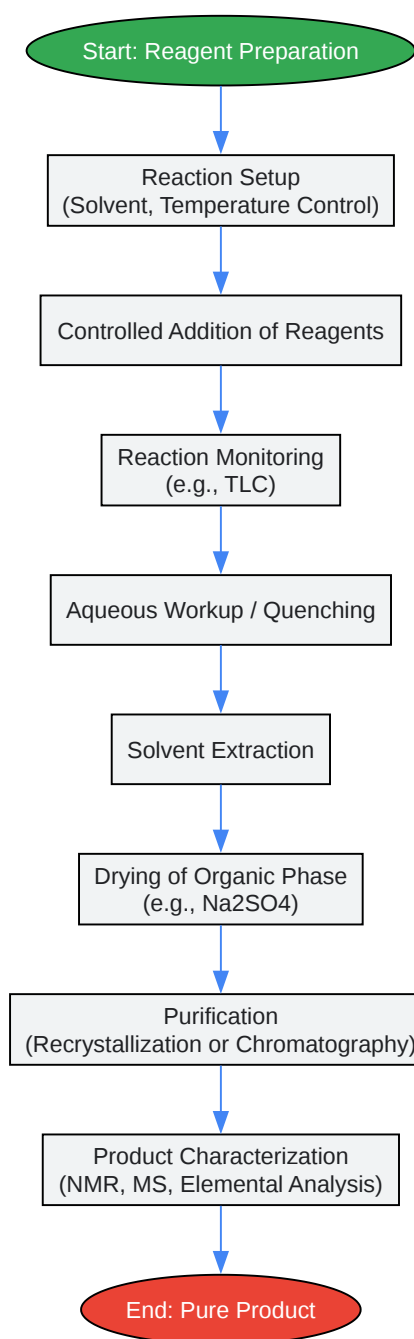 Start: Reagent Preparation
Reaction Setup
(Solvent, Temperature Control)
Controlled Addition of Reagents
Reaction Monitoring
(e.g., TLC)
Aqueous Workup / Quenching
Solvent Extraction
Drying of Organic Phase
(e.g., Na2SO4)
Purification
(Recrystallization or Chromatography)
Product Characterization
(NMR, MS, Elemental Analysis)
End: Pure Product